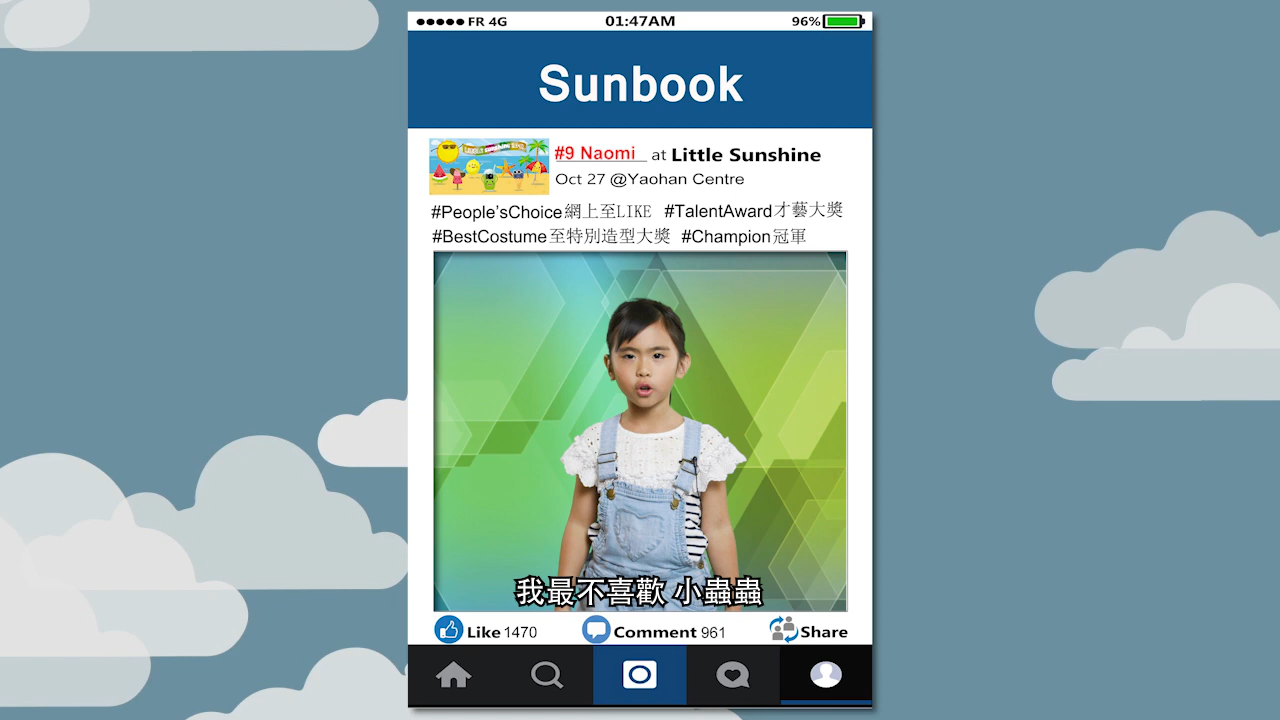 FR 4G 01:47AM 96%
Sunbook
#9 Naomi at Little Sunshine
Oct 27 @Yaohan Centre
#People'sChoice網上至LIKE #TalentAward才藝大獎
#BestCostume至特別造型大獎 #Champion冠軍
我最不喜歡 小蟲蟲
Like 1470 Comment 961 Share